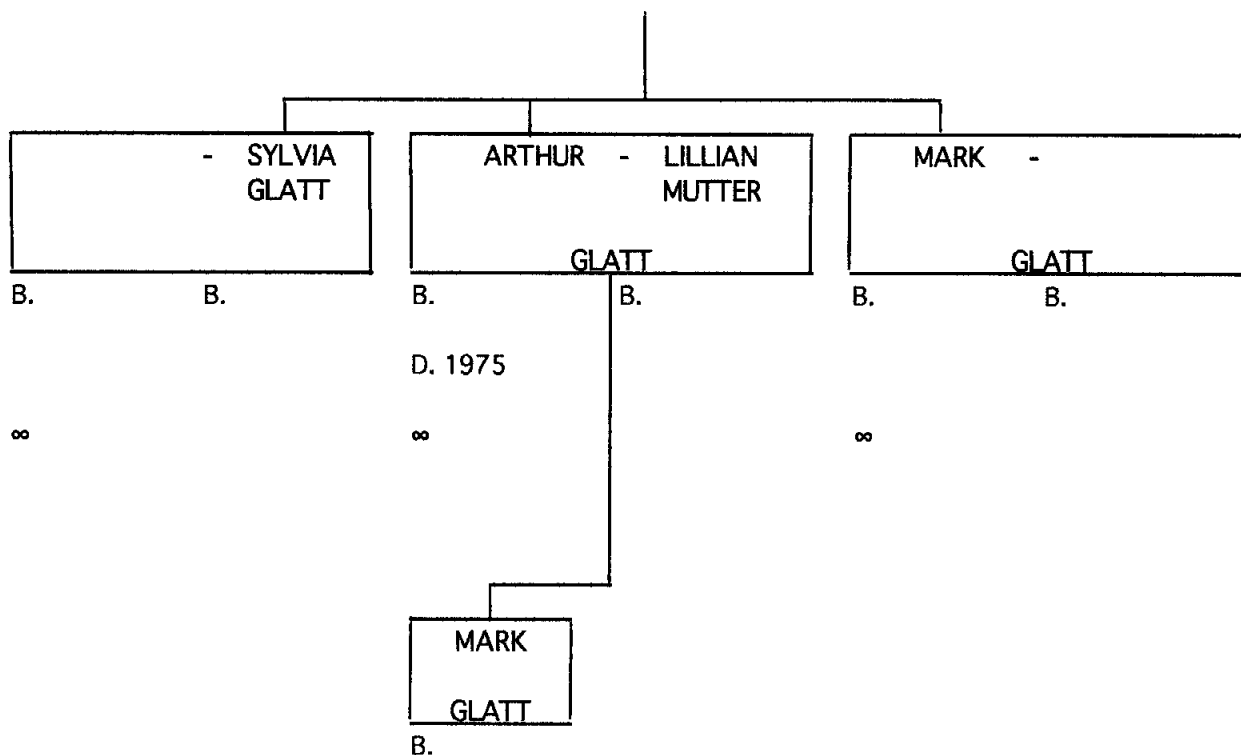 - SYLVIA
GLATT
B. B.
∞
ARTHUR - LILLIAN
MUTTER
GLATT
B. B.
D. 1975
∞
MARK -
GLATT
B. B.
∞
MARK
GLATT
B.